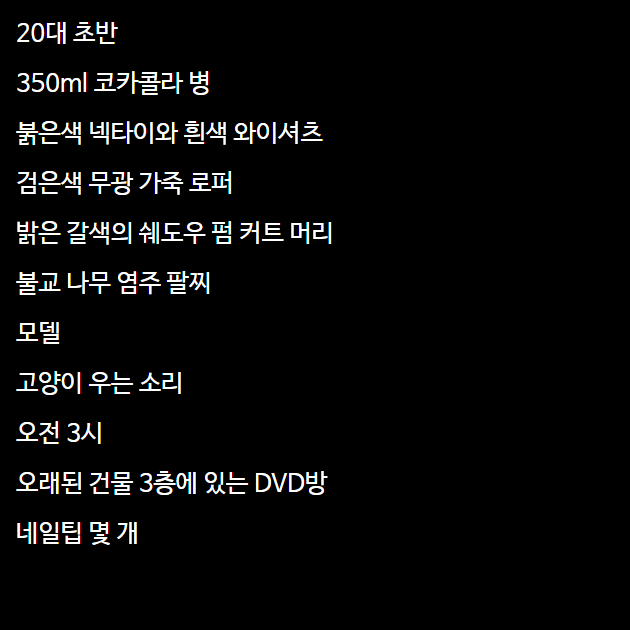 20대 초반
350ml 코카콜라 병
붉은색 넥타이와 흰색 와이셔츠
검은색 무광 가죽 로퍼
밝은 갈색의 쉐도우 펌 커트 머리
불교 나무 염주 팔찌
모델
고양이 우는 소리
오전 3시
오래된 건물 3층에 있는 DVD방
네일팁 몇 개